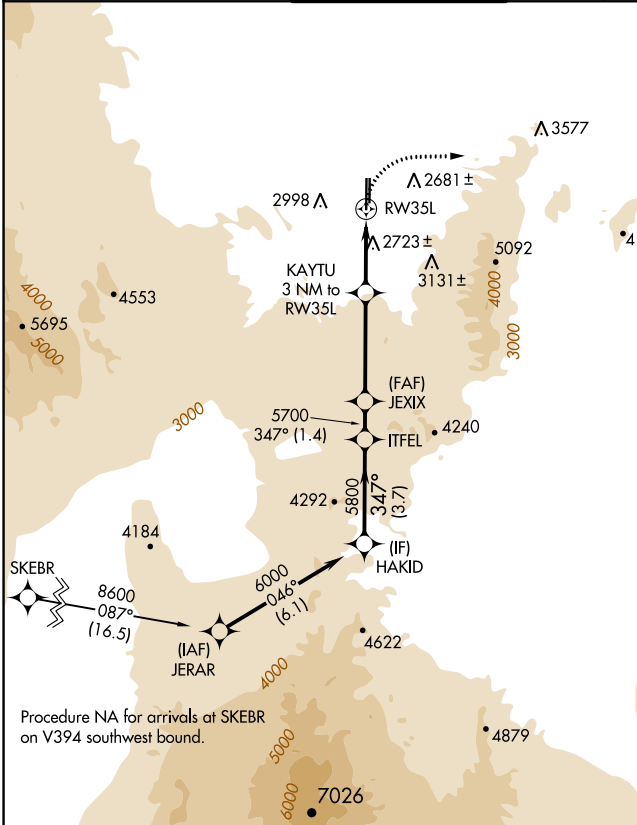 3577
2681±
2998
RW35L
2723±
4
5092
3131±
KAYTU
3 NM to
RW35L
4000
4553
4000
5695
5000
3000
(FAF)
JEXIX
3000
5700
347° (1.4)
ITFEL
4240
4292
5800
347°
(3.7)
4184
(IF)
HAKID
SKEBR
8600
087°
(16.5)
6000
046°
(6.1)
(IAF)
JERAR
4622
4000
Procedure NA for arrivals at SKEBR
on V394 southwest bound.
4879
5000
6000
7026